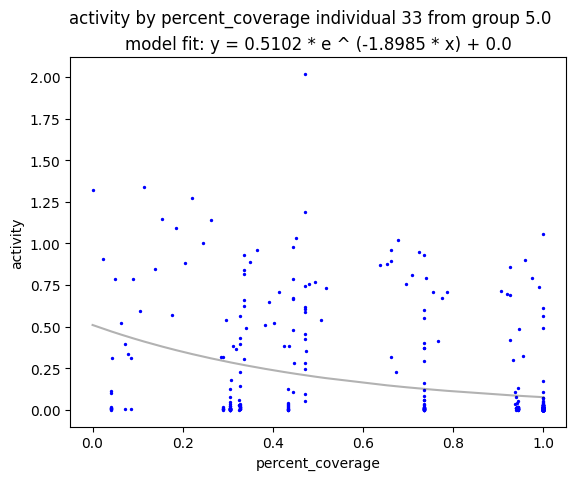 activity by percent_coverage individual 33 from group 5.0
model fit: y = 0.5102 * e ^ (-1.8985 * x) + 0.0
2.00
1.75
1.50
1.25
1.00
0.75
0.50
0.25
0.00
activity
0.0 0.2 0.4 0.6 0.8 1.0
percent_coverage